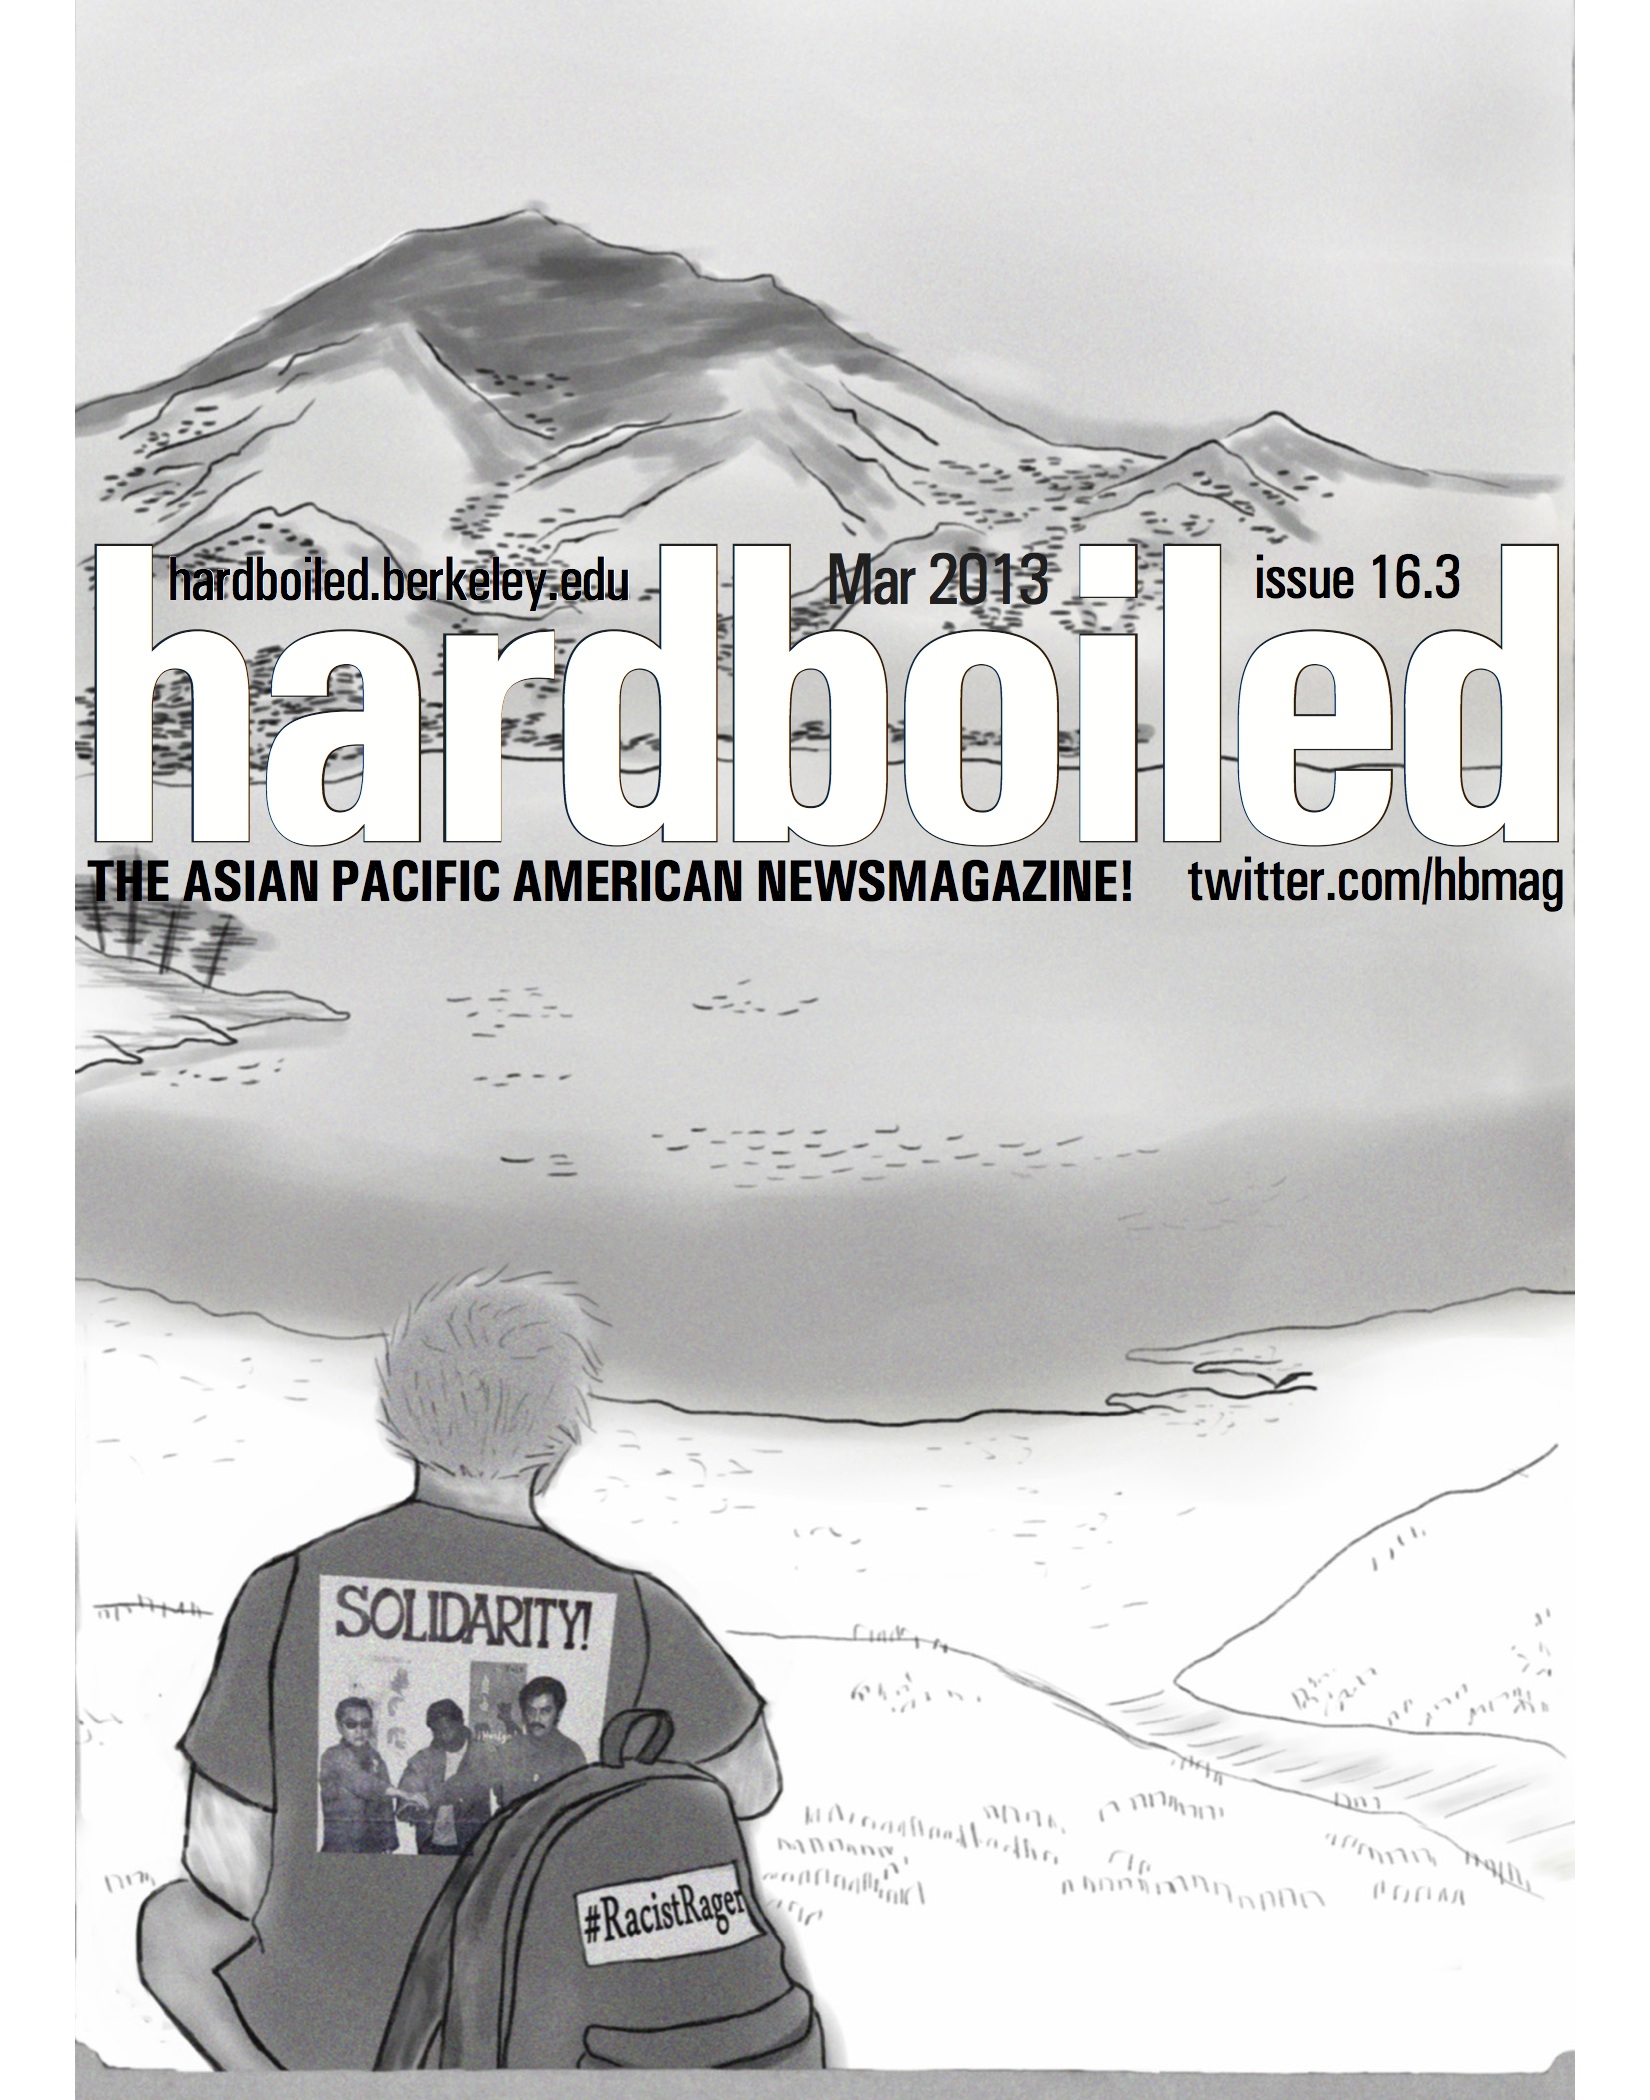 hardboiled.berkeley.edu Mar 2013 issue 16.3
hardboiled
THE ASIAN PACIFIC AMERICAN NEWSMAGAZINE! twitter.com/hbmag
SOLIDARITY!
#RacistRager